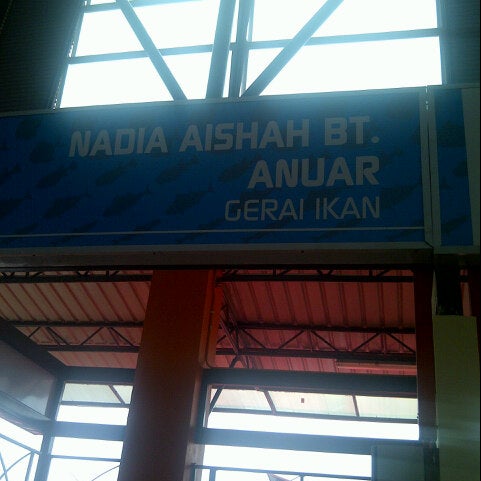 NADIA AISHAH BT.
ANUAR
GERAI IKAN